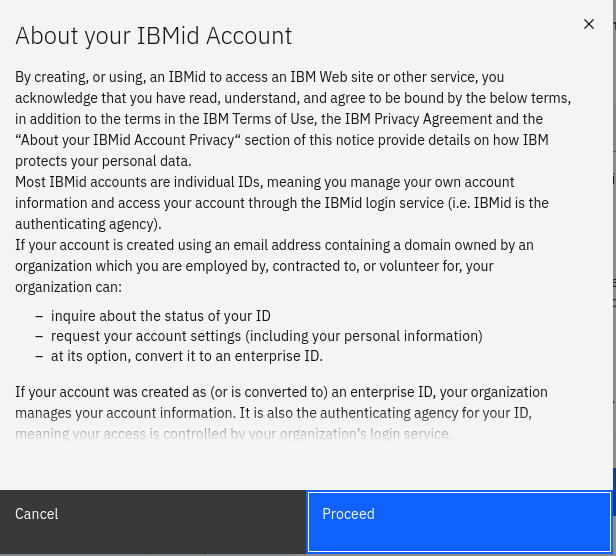 About your IBMid Account
By creating, or using, an IBMid to access an IBM Web site or other service, you
acknowledge that you have read, understand, and agree to be bound by the below terms,
in addition to the terms in the IBM Terms of Use, the IBM Privacy Agreement and the
“About your IBMid Account Privacy“ section of this notice provide details on how IBM
protects your personal data.
Most IBMid accounts are individual IDs, meaning you manage your own account
information and access your account through the IBMid login service (i.e. IBMid is the
authenticating agency).
If your account is created using an email address containing a domain owned by an
organization which you are employed by, contracted to, or volunteer for, your
organization can:
– inquire about the status of your ID
– request your account settings (including your personal information)
– at its option, convert it to an enterprise ID.
If your account was created as (or is converted to) an enterprise ID, your organization
manages your account information. It is also the authenticating agency for your ID,
meaning your access is controlled by your organization’s login service.
Cancel
Proceed